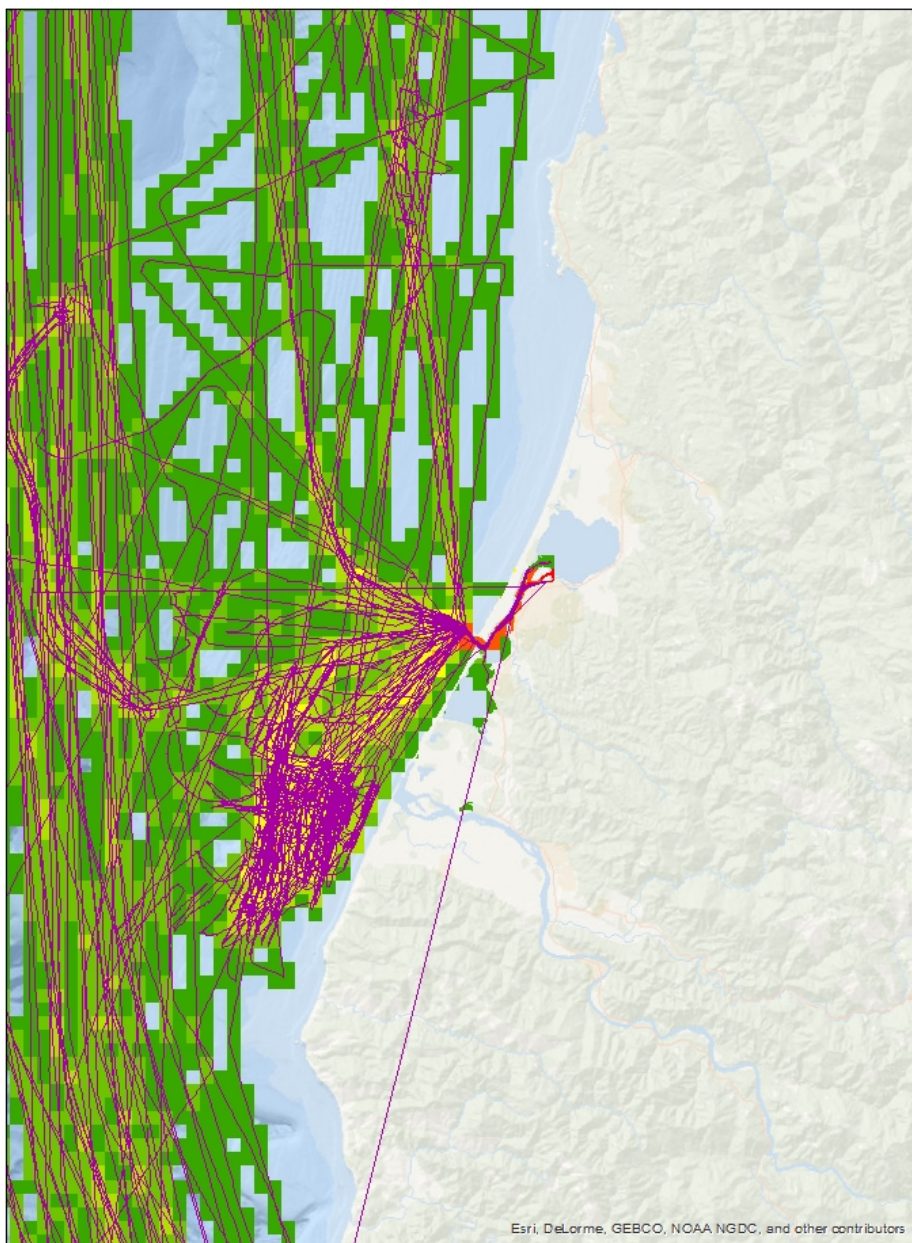 Esri, DeLorme, GEBCO, NOAA NGDC, and other contributors